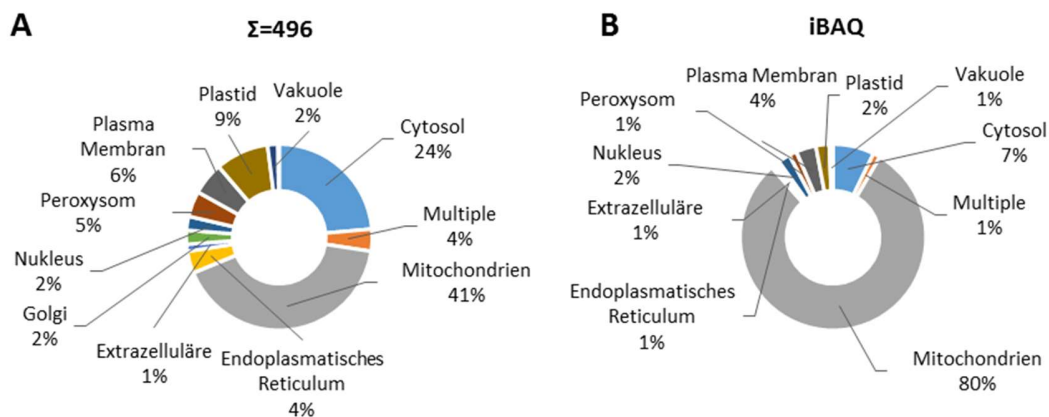 A
Σ=496
Vakuole
2%
Plastid
9%
Cytosol
24%
Plasma
Membran
6%
Peroxysom
5%
Multiple
4%
Nukleus
2%
Mitochondrien
41%
Golgi
2%
Extrazelluläre
1%
Endoplasmatisches
Reticulum
4%
B
iBAQ
Plasma Membran
4%
Plastid
2%
Vakuole
1%
Peroxysom
1%
Cytosol
7%
Nukleus
2%
Extrazelluläre
1%
Multiple
1%
Endoplasmatisches
Reticulum
1%
Mitochondrien
80%